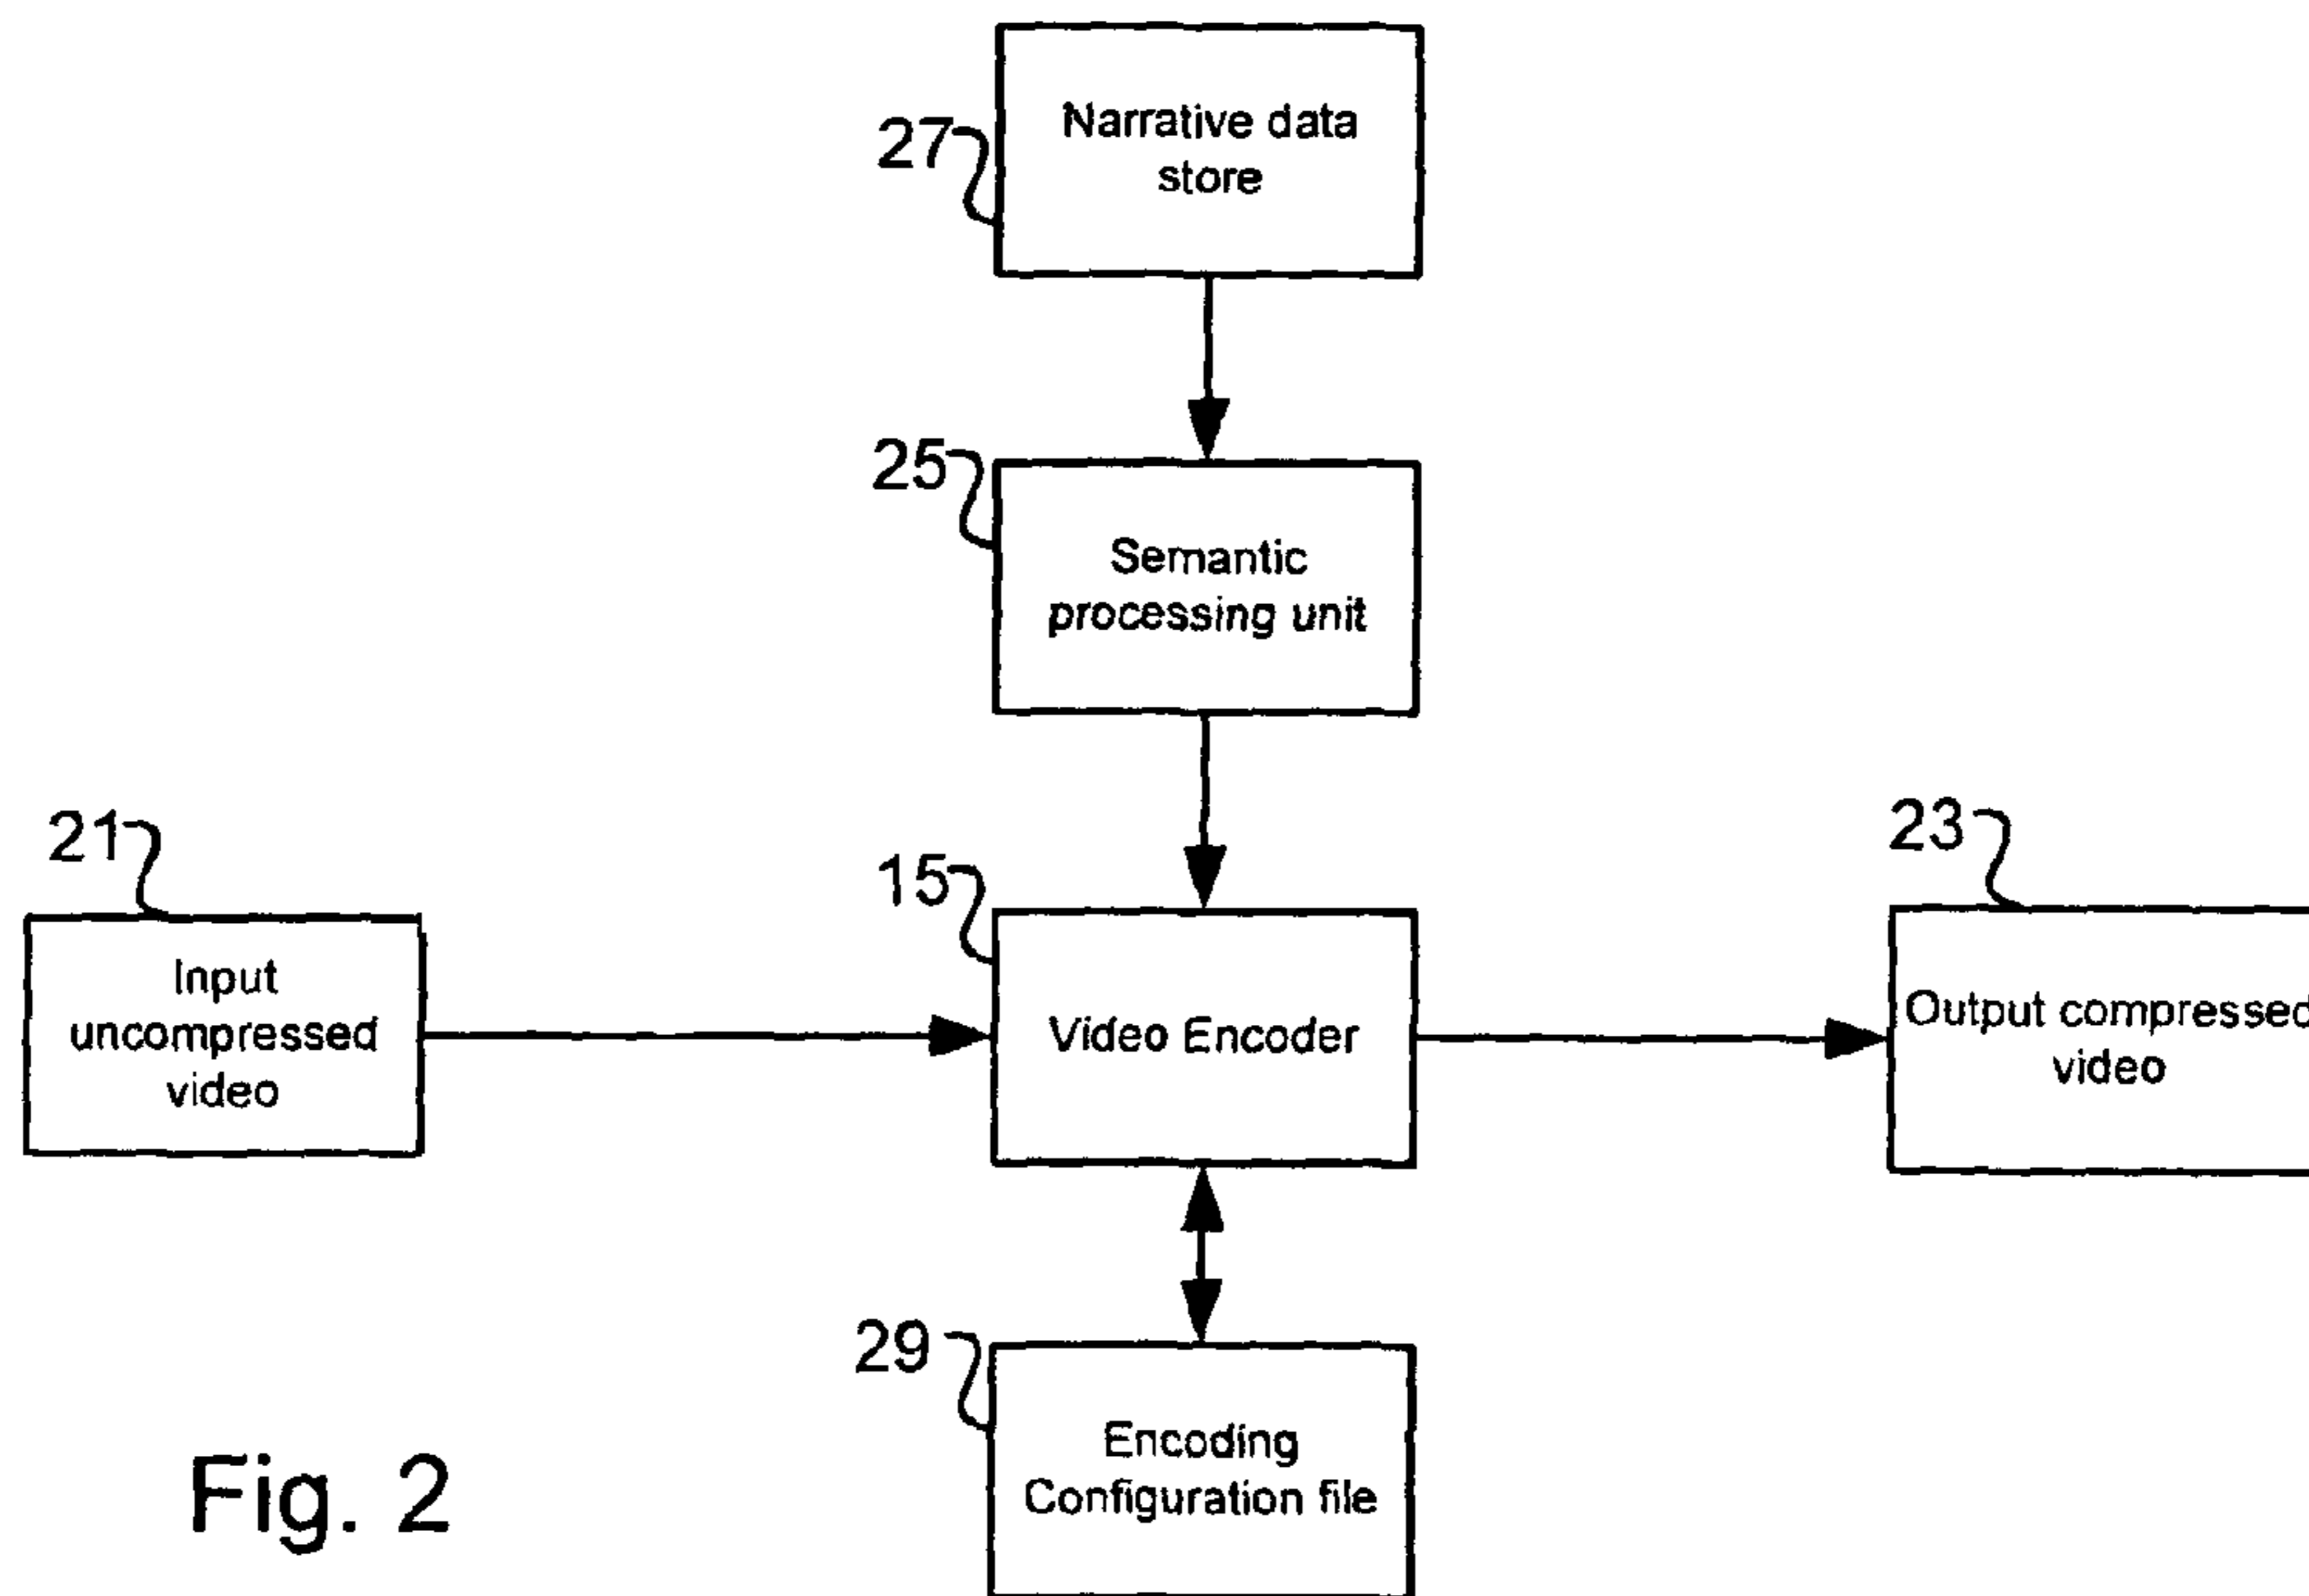 27
Narrative data
store
25
Semantic
processing unit
21
Input
uncompressed
video
15
Video Encoder
23
Output compressed
video
29
Encoding
Configuration file
Fig. 2